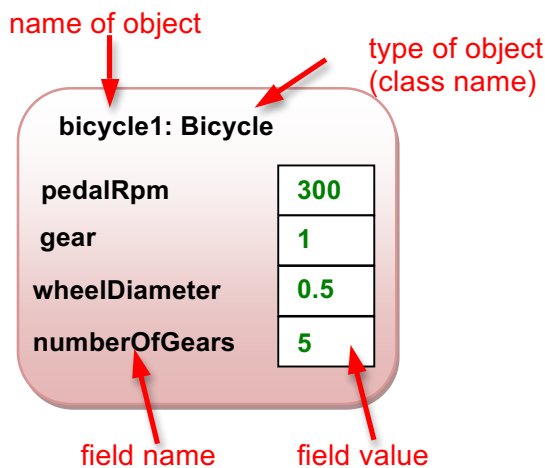 name of object
type of object
(class name)
bicycle1: Bicycle
pedalRpm 300
gear 1
wheelDiameter 0.5
numberOfGears 5
field name field value